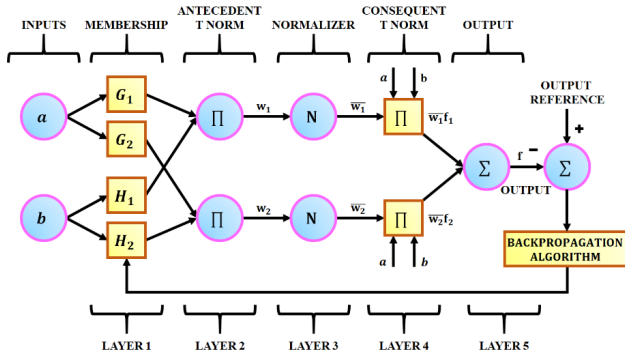 INPUTS
MEMBERSHIP
ANTECEDENT
T NORM
NORMALIZER
CONSEQUENT
T NORM
OUTPUT
a
b
G1
G2
H1
H2
∏
∏
w1
w2
N
N
w̅1
w̅2
a
b
∏
∏
a
b
w̅1f1
w̅2f2
∑
f
OUTPUT
−
OUTPUT
REFERENCE
+
∑
BACKPROPAGATION
ALGORITHM
LAYER 1
LAYER 2
LAYER 3
LAYER 4
LAYER 5